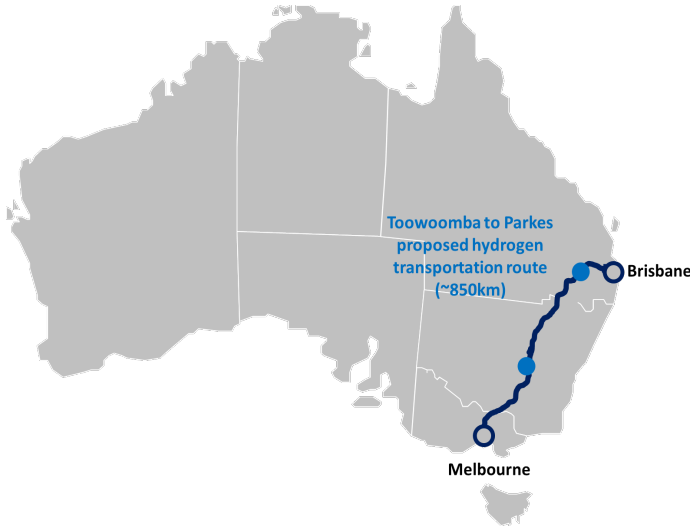 Toowoomba to Parkes
proposed hydrogen
transportation route
(~850km)
Brisbane
Melbourne